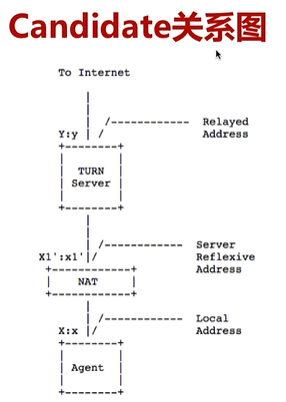 Candidate关系图
To Internet
Relayed
Y:y
Address
TURN
Server
Server
X1':x1'
Reflexive
Address
NAT
Local
X:x
Address
Agent